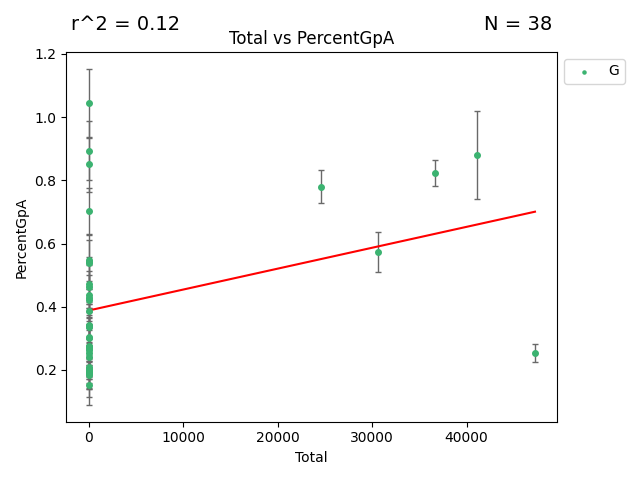 r^2 = 0.12
N = 38
Total vs PercentGpA
G
1.2
1.0
0.8
0.6
0.4
0.2
PercentGpA
0
10000
20000
30000
40000
Total